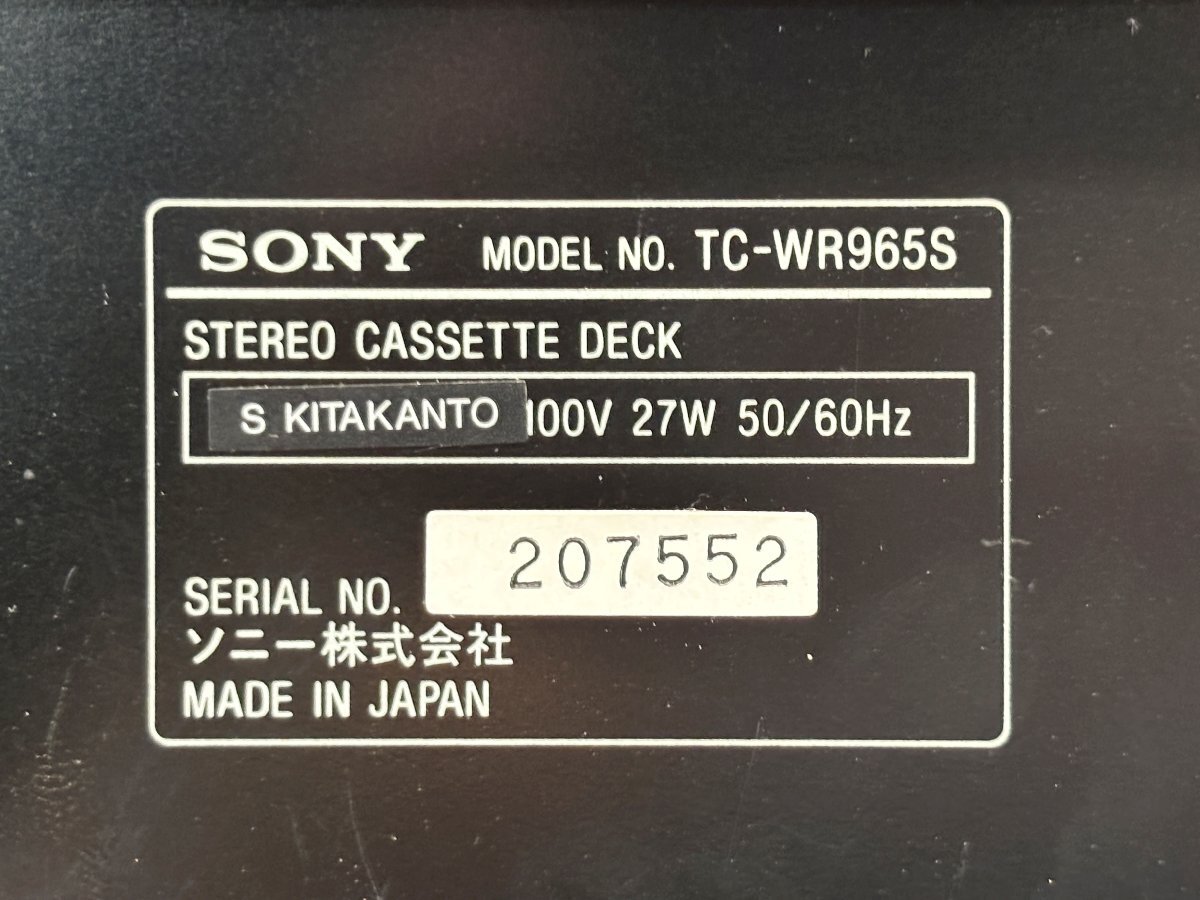 SONY MODEL NO. TC-WR965S
STEREO CASSETTE DECK
S KITAKANTO 100V 27W 50/60Hz
207552
SERIAL NO.
ソニー株式会社
MADE IN JAPAN